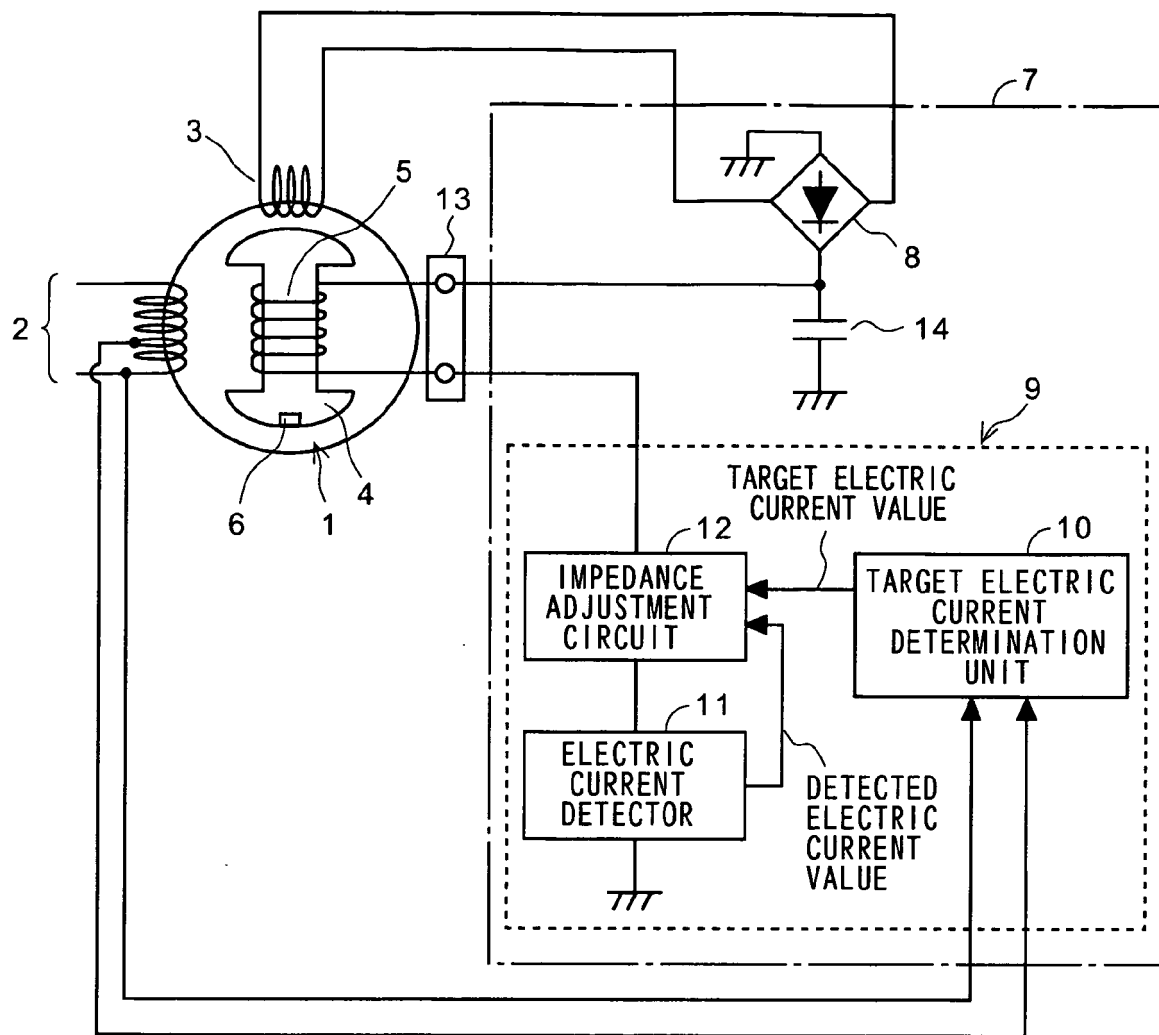 7
3
5
13
8
2
14
9
4
6
1
TARGET ELECTRIC
CURRENT VALUE
12
10
IMPEDANCE
ADJUSTMENT
CIRCUIT
TARGET ELECTRIC
CURRENT
DETERMINATION
UNIT
11
ELECTRIC
CURRENT
DETECTOR
DETECTED
ELECTRIC
CURRENT
VALUE